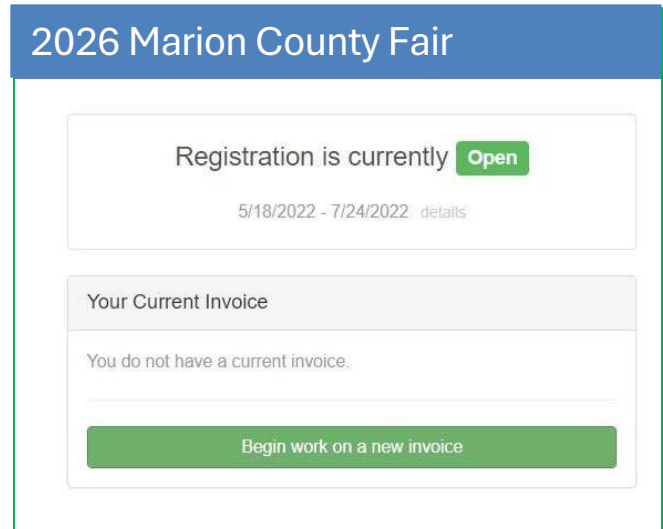 2026 Marion County Fair
Registration is currently Open
5/18/2022 - 7/24/2022 details
Your Current Invoice
You do not have a current invoice.
Begin work on a new invoice